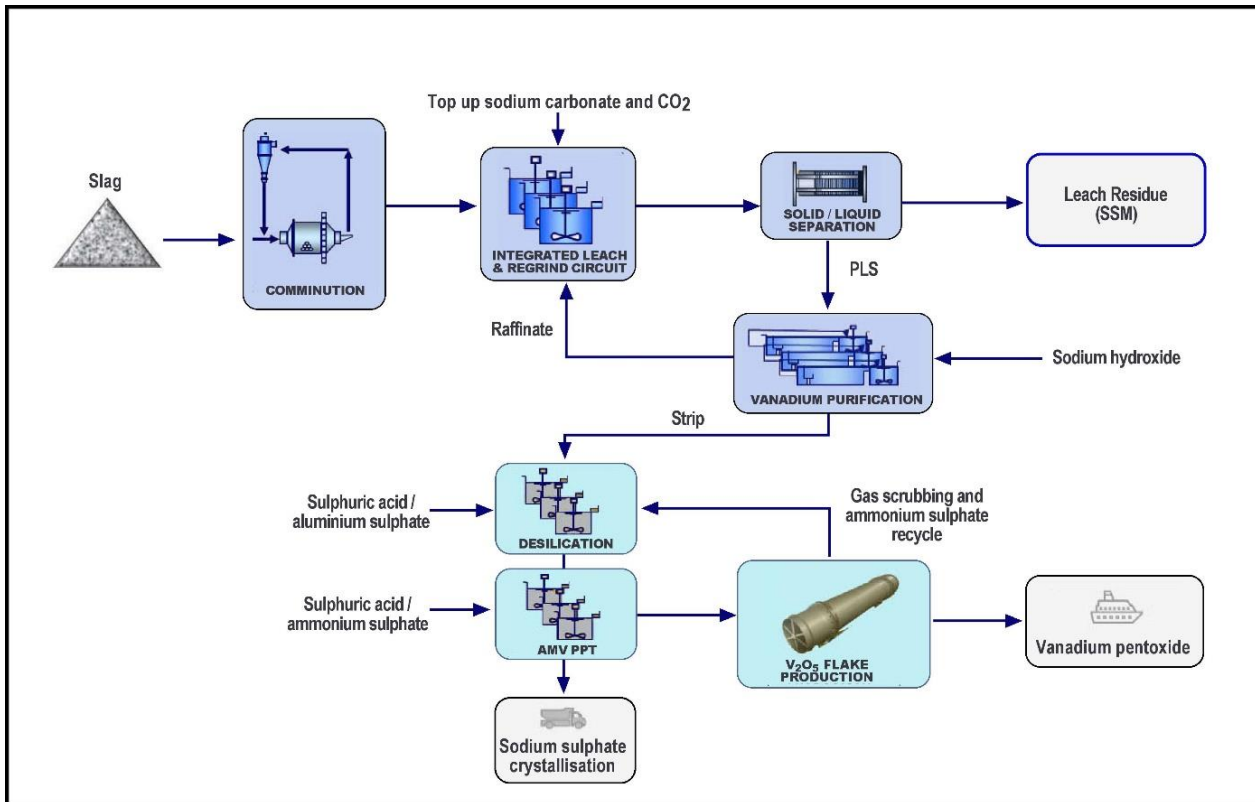 Top up sodium carbonate and CO₂
Slag
COMMINUTION
INTEGRATED LEACH
& REGRIND CIRCUIT
SOLID / LIQUID
SEPARATION
Leach Residue
(SSM)
PLS
Raffinate
VANADIUM PURIFICATION
Sodium hydroxide
Strip
Sulphuric acid /
aluminium sulphate
DESILICATION
Gas scrubbing and
ammonium sulphate
recycle
Sulphuric acid /
ammonium sulphate
AMV PPT
V₂O₅ FLAKE
PRODUCTION
Vanadium pentoxide
Sodium sulphate
crystallisation